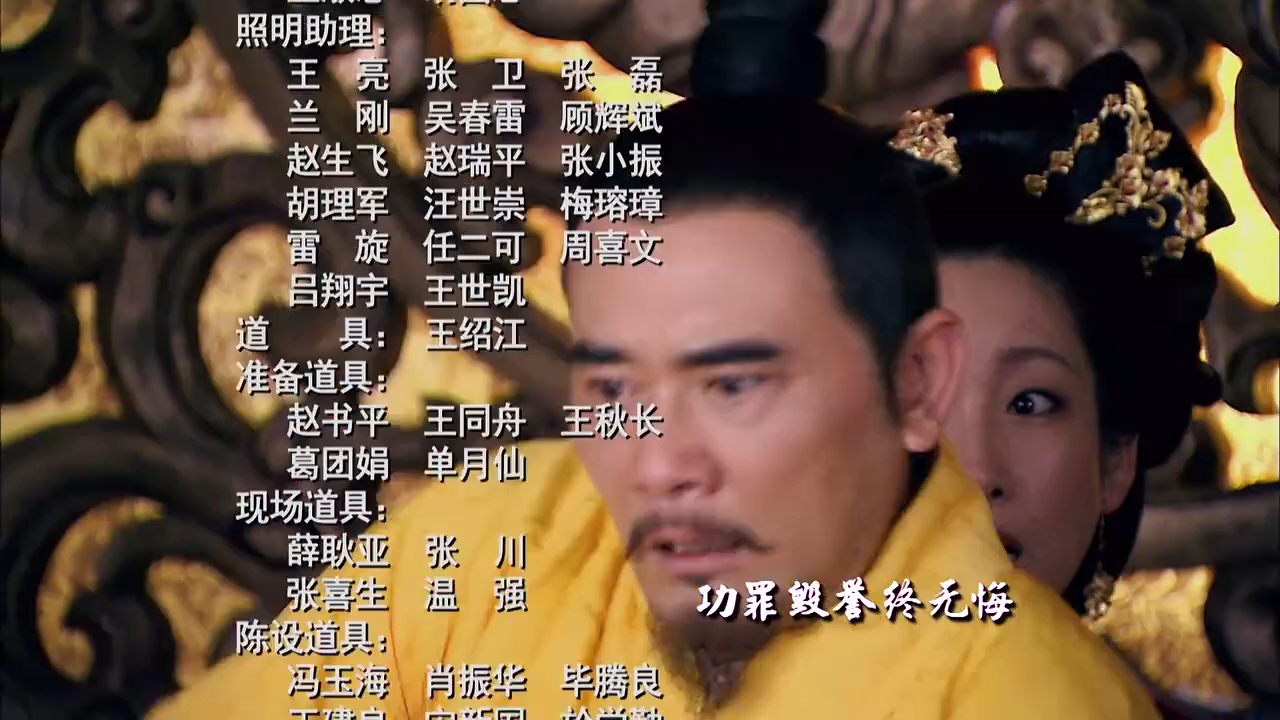 照明助理：
王 亮 张 卫 张 磊
兰 刚 吴春雷 顾辉斌
赵生飞 赵瑞平 张小振
胡理军 汪世崇 梅瑢璋
雷 旋 任二可 周喜文
吕翔宇 王世凯
道 具： 王绍江
准备道具：
赵书平 王同舟 王秋长
葛团娟 单月仙
现场道具：
薛耿亚 张 川
张喜生 温 强
功罪毁誉终无悔
陈设道具：
冯玉海 肖振华 毕腾良